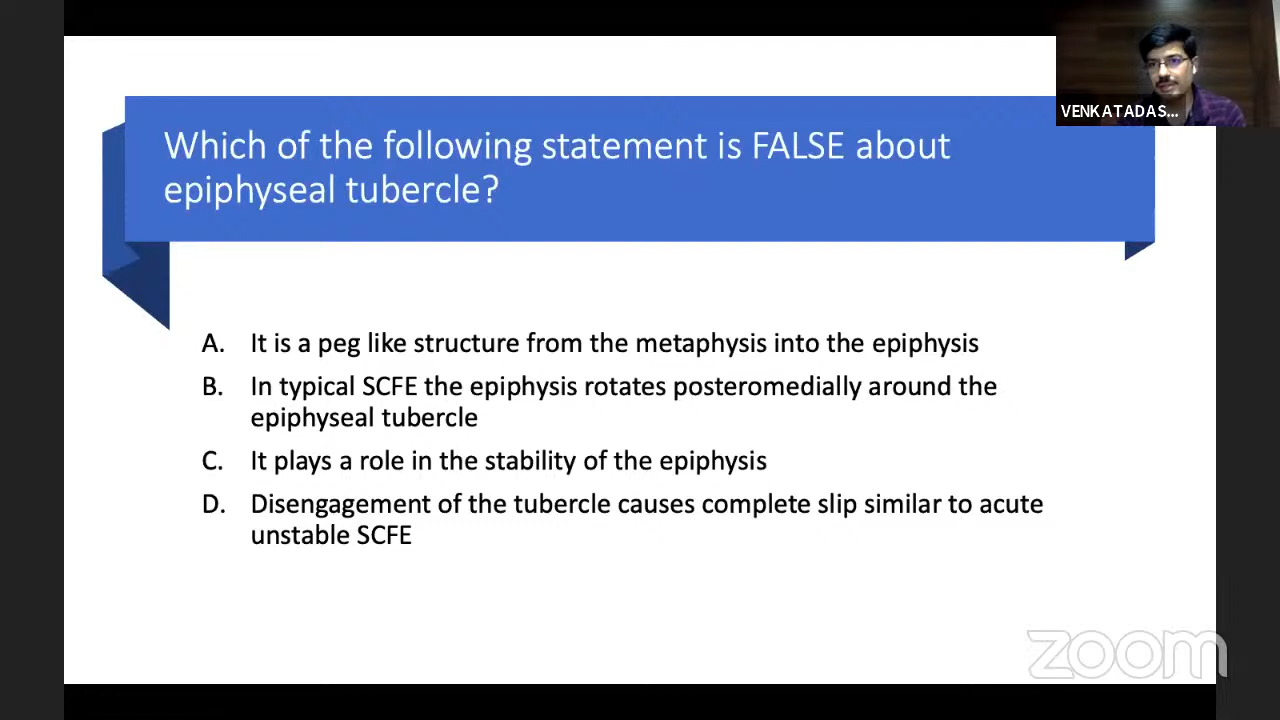 VENKATADAS...
Which of the following statement is FALSE about
epiphyseal tubercle?
A. It is a peg like structure from the metaphysis into the epiphysis
B. In typical SCFE the epiphysis rotates posteromedially around the
epiphyseal tubercle
C. It plays a role in the stability of the epiphysis
D. Disengagement of the tubercle causes complete slip similar to acute
unstable SCFE
zoom